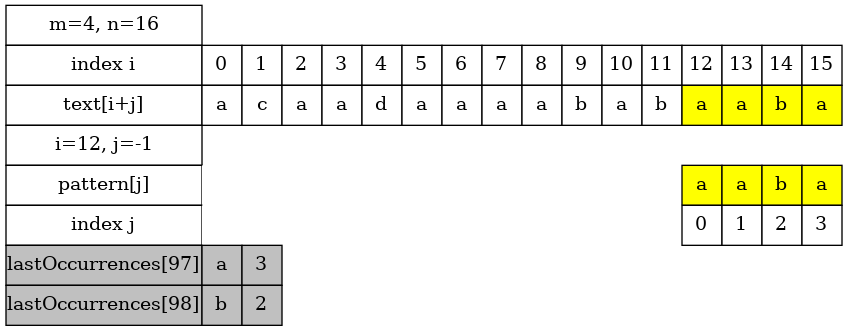 m=4, n=16
index i 0 1 2 3 4 5 6 7 8 9 10 11 12 13 14 15
text[i+j] a c a a d a a a a b a b a a b a
i=12, j=-1
pattern[j] a a b a
index j 0 1 2 3
lastOccurrences[97] a 3
lastOccurrences[98] b 2